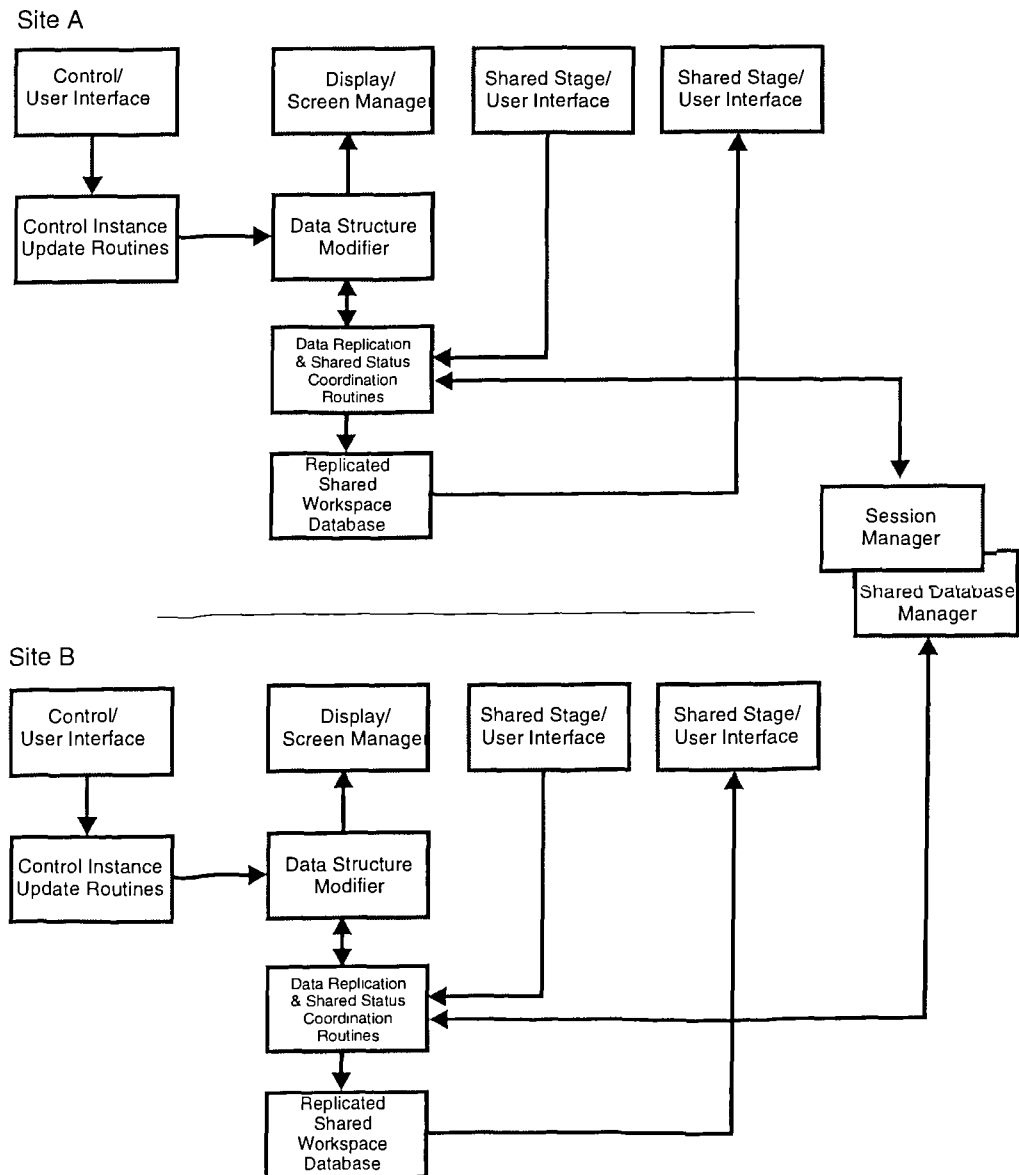 Site A
Control/
User Interface
Display/
Screen Manager
Shared Stage/
User Interface
Shared Stage/
User Interface
Control Instance
Update Routines
Data Structure
Modifier
Data Replication
& Shared Status
Coordination
Routines
Replicated
Shared
Workspace
Database
Session
Manager
Shared Database
Manager
Site B
Control/
User Interface
Display/
Screen Manager
Shared Stage/
User Interface
Shared Stage/
User Interface
Control Instance
Update Routines
Data Structure
Modifier
Data Replication
& Shared Status
Coordination
Routines
Replicated
Shared
Workspace
Database